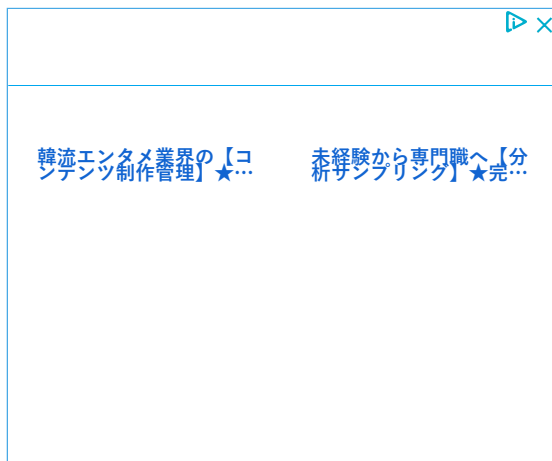 韓流エンタメ業界の【コ
ンテンツ制作管理】★…
未経験から専門職へ【分
析サンプリング】★完…